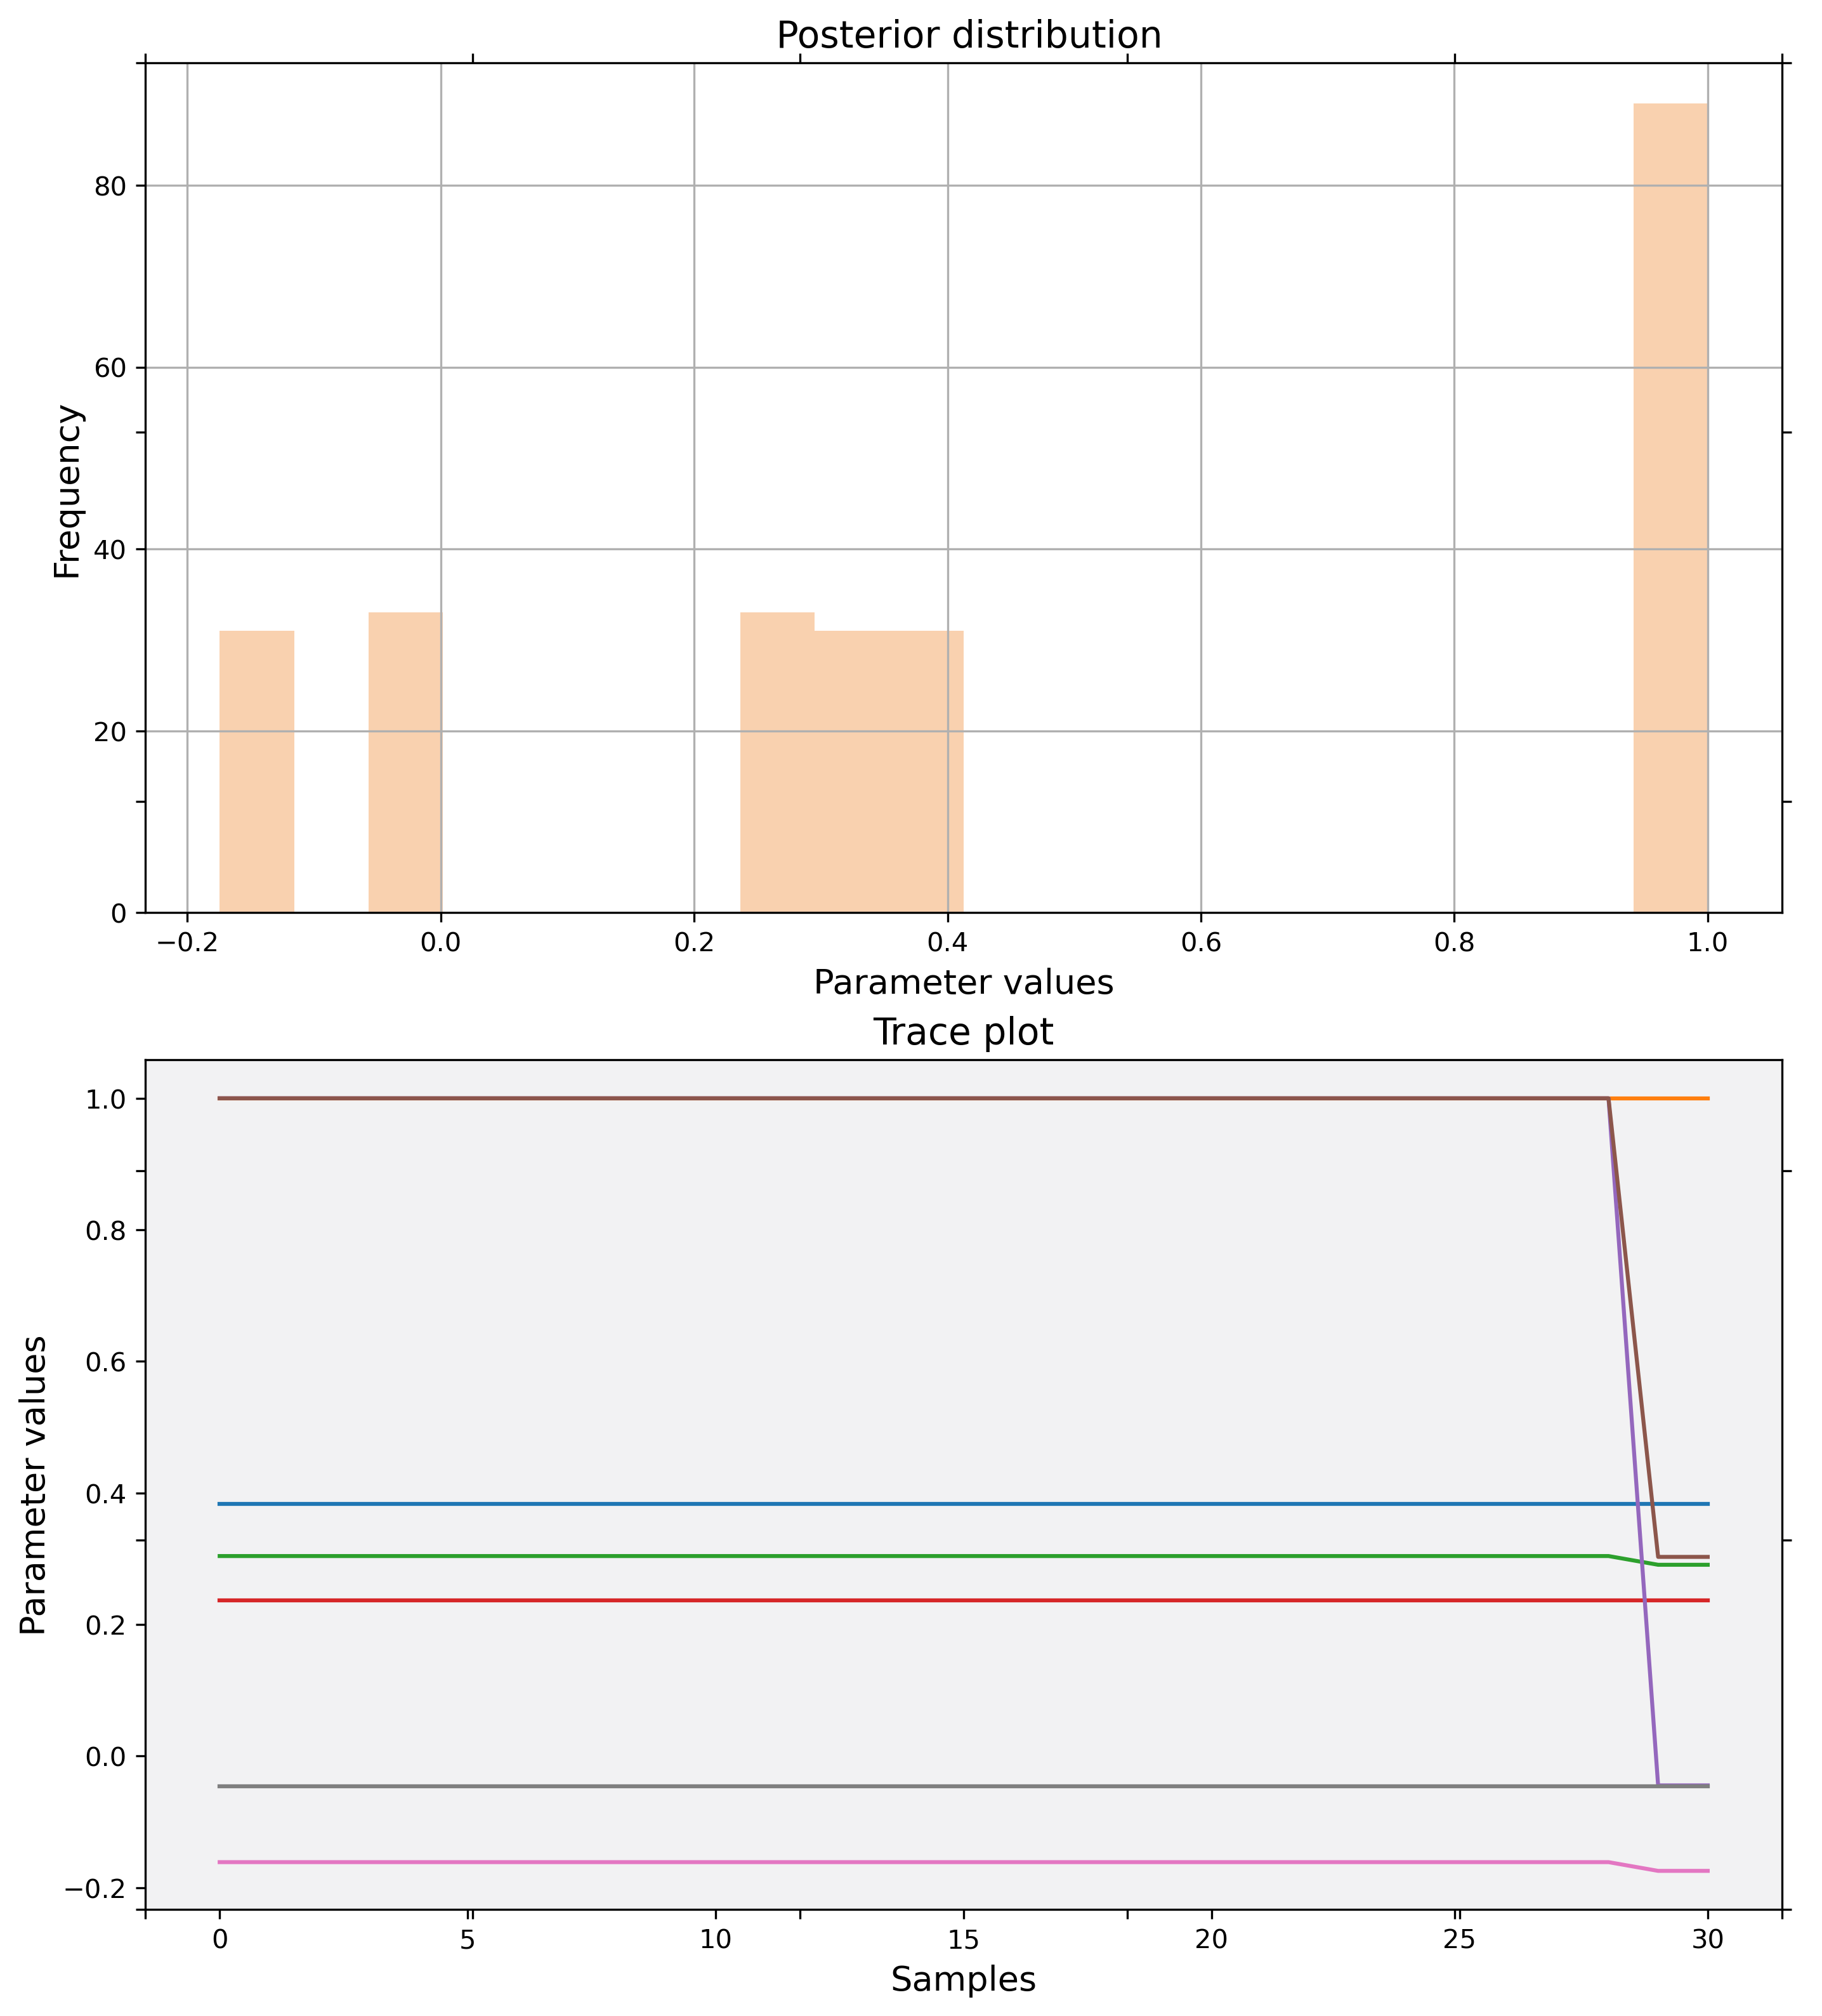 Posterior distribution
Frequency
80
60
40
20
0
−0.2 0.0 0.2 0.4 0.6 0.8 1.0
Parameter values
Trace plot
Parameter values
1.0
0.8
0.6
0.4
0.2
0.0
−0.2
0 5 10 15 20 25 30
Samples